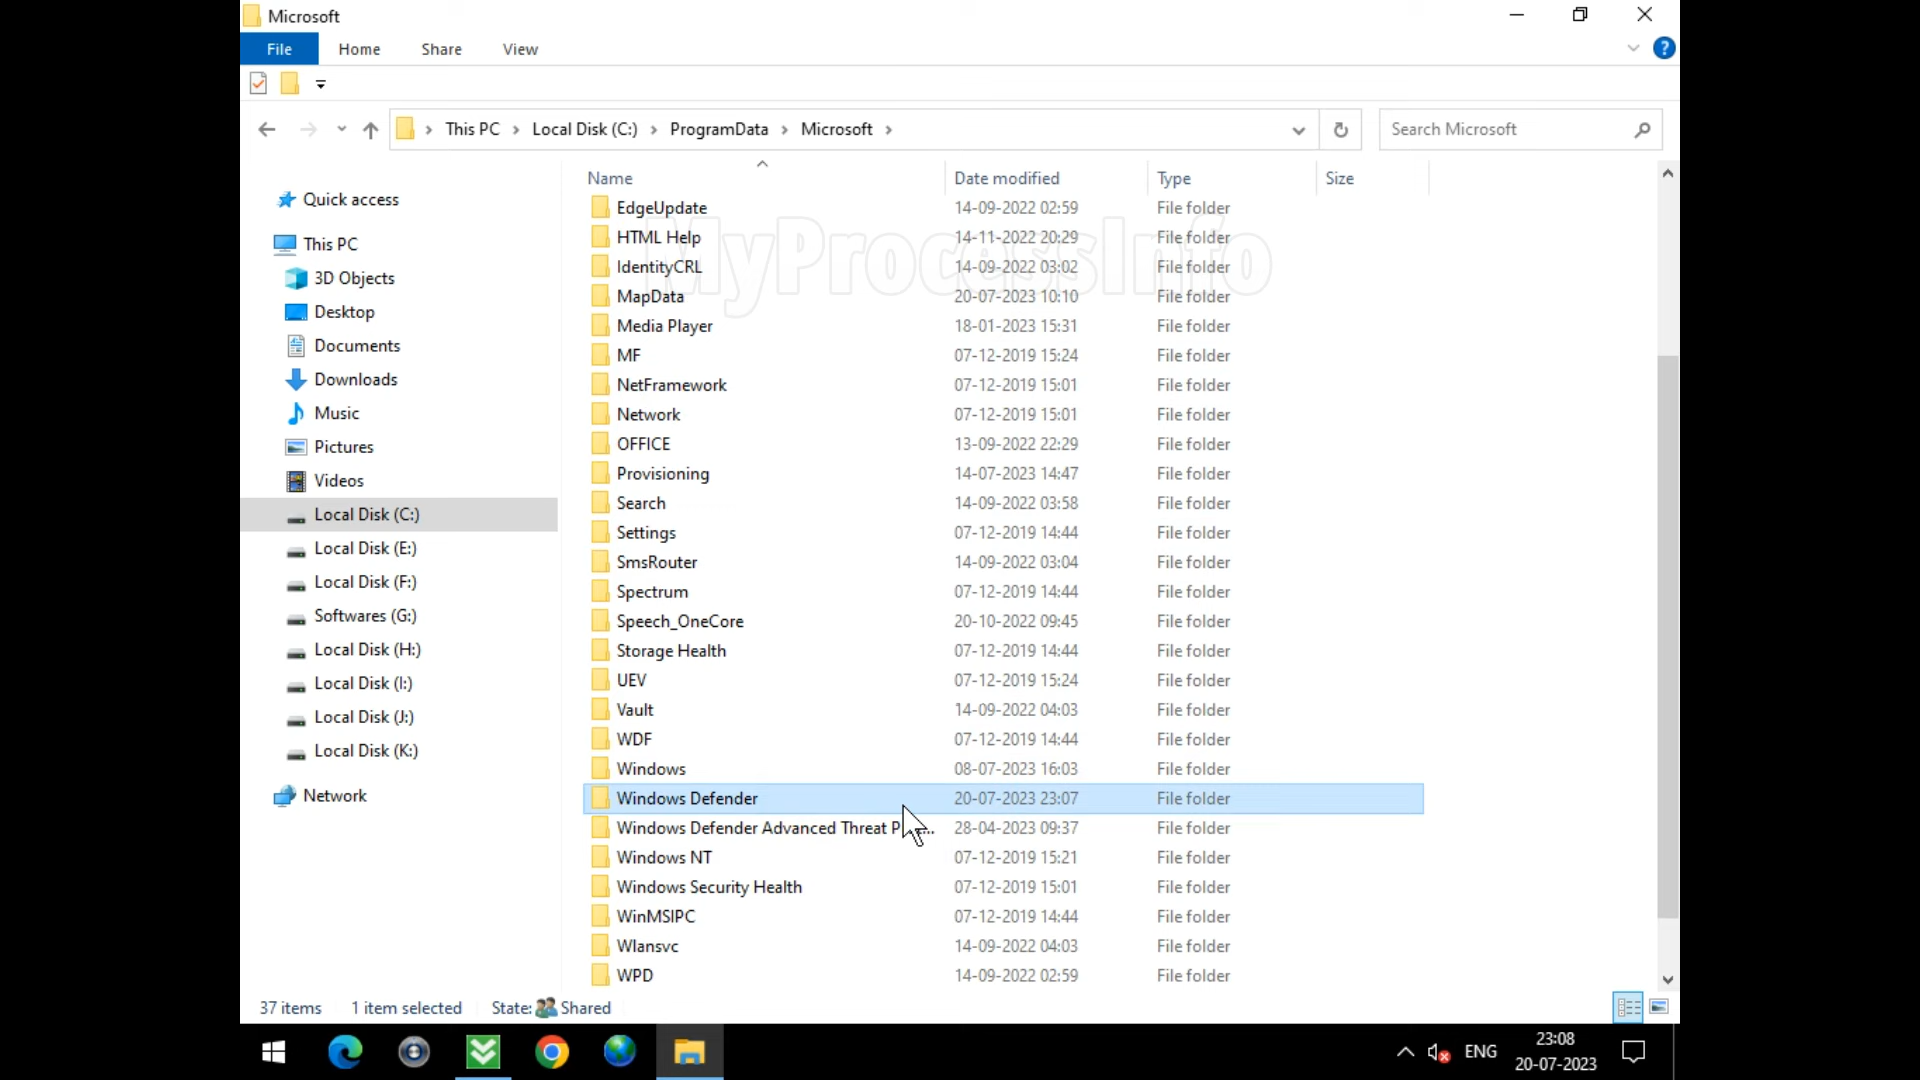 Microsoft
File Home Share View
This PC Local Disk (C:) ProgramData Microsoft
Search Microsoft
Quick access
This PC
3D Objects
Desktop
Documents
Downloads
Music
Pictures
Videos
Local Disk (C:)
Local Disk (E:)
Local Disk (F:)
Softwares (G:)
Local Disk (H:)
Local Disk (I:)
Local Disk (J:)
Local Disk (K:)
Network
Name Date modified Type Size
EdgeUpdate 14-09-2022 02:59 File folder
HTML Help 14-11-2022 20:29 File folder
MyProcessInfo
IdentityCRL 14-09-2022 03:02 File folder
MapData 20-07-2023 10:10 File folder
Media Player 18-01-2023 15:31 File folder
MF 07-12-2019 15:24 File folder
NetFramework 07-12-2019 15:01 File folder
Network 07-12-2019 15:01 File folder
OFFICE 13-09-2022 22:29 File folder
Provisioning 14-07-2023 14:47 File folder
Search 14-09-2022 03:58 File folder
Settings 07-12-2019 14:44 File folder
SmsRouter 14-09-2022 03:04 File folder
Spectrum 07-12-2019 14:44 File folder
Speech_OneCore 20-10-2022 09:45 File folder
Storage Health 07-12-2019 14:44 File folder
UEV 07-12-2019 15:24 File folder
Vault 14-09-2022 04:03 File folder
WDF 07-12-2019 14:44 File folder
Windows 08-07-2023 16:03 File folder
Windows Defender 20-07-2023 23:07 File folder
Windows Defender Advanced Threat P... 28-04-2023 09:37 File folder
Windows NT 07-12-2019 15:21 File folder
Windows Security Health 07-12-2019 15:01 File folder
WinMSIPC 07-12-2019 14:44 File folder
Wlansvc 14-09-2022 04:03 File folder
WPD 14-09-2022 02:59 File folder
37 items 1 item selected State: Shared
ENG
23:08
20-07-2023